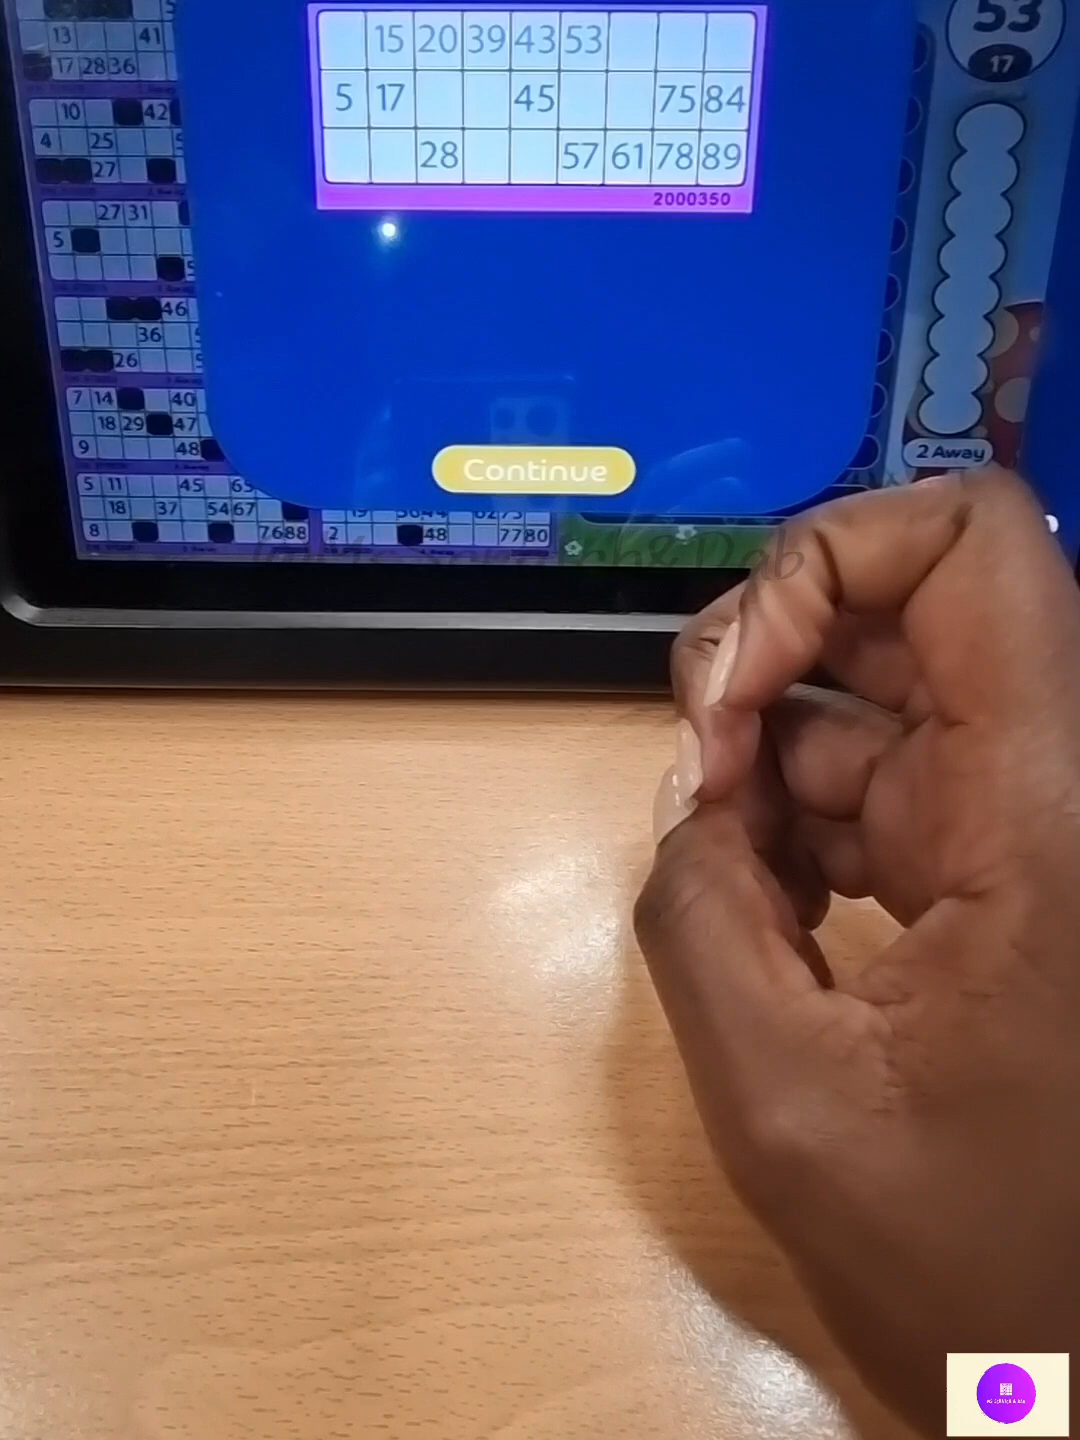 15 20 39 43 53
5 17 45 75 84
28 57 61 78 89
2000350
Continue
53
17
2 Away
13 41
17 28 36
10 42
4 25
27
27 31
5
46
36
26
7 14 40
18 29 47
9 48
5 11 45 65
18 37 54 67
8 76 88
2 48 77 80